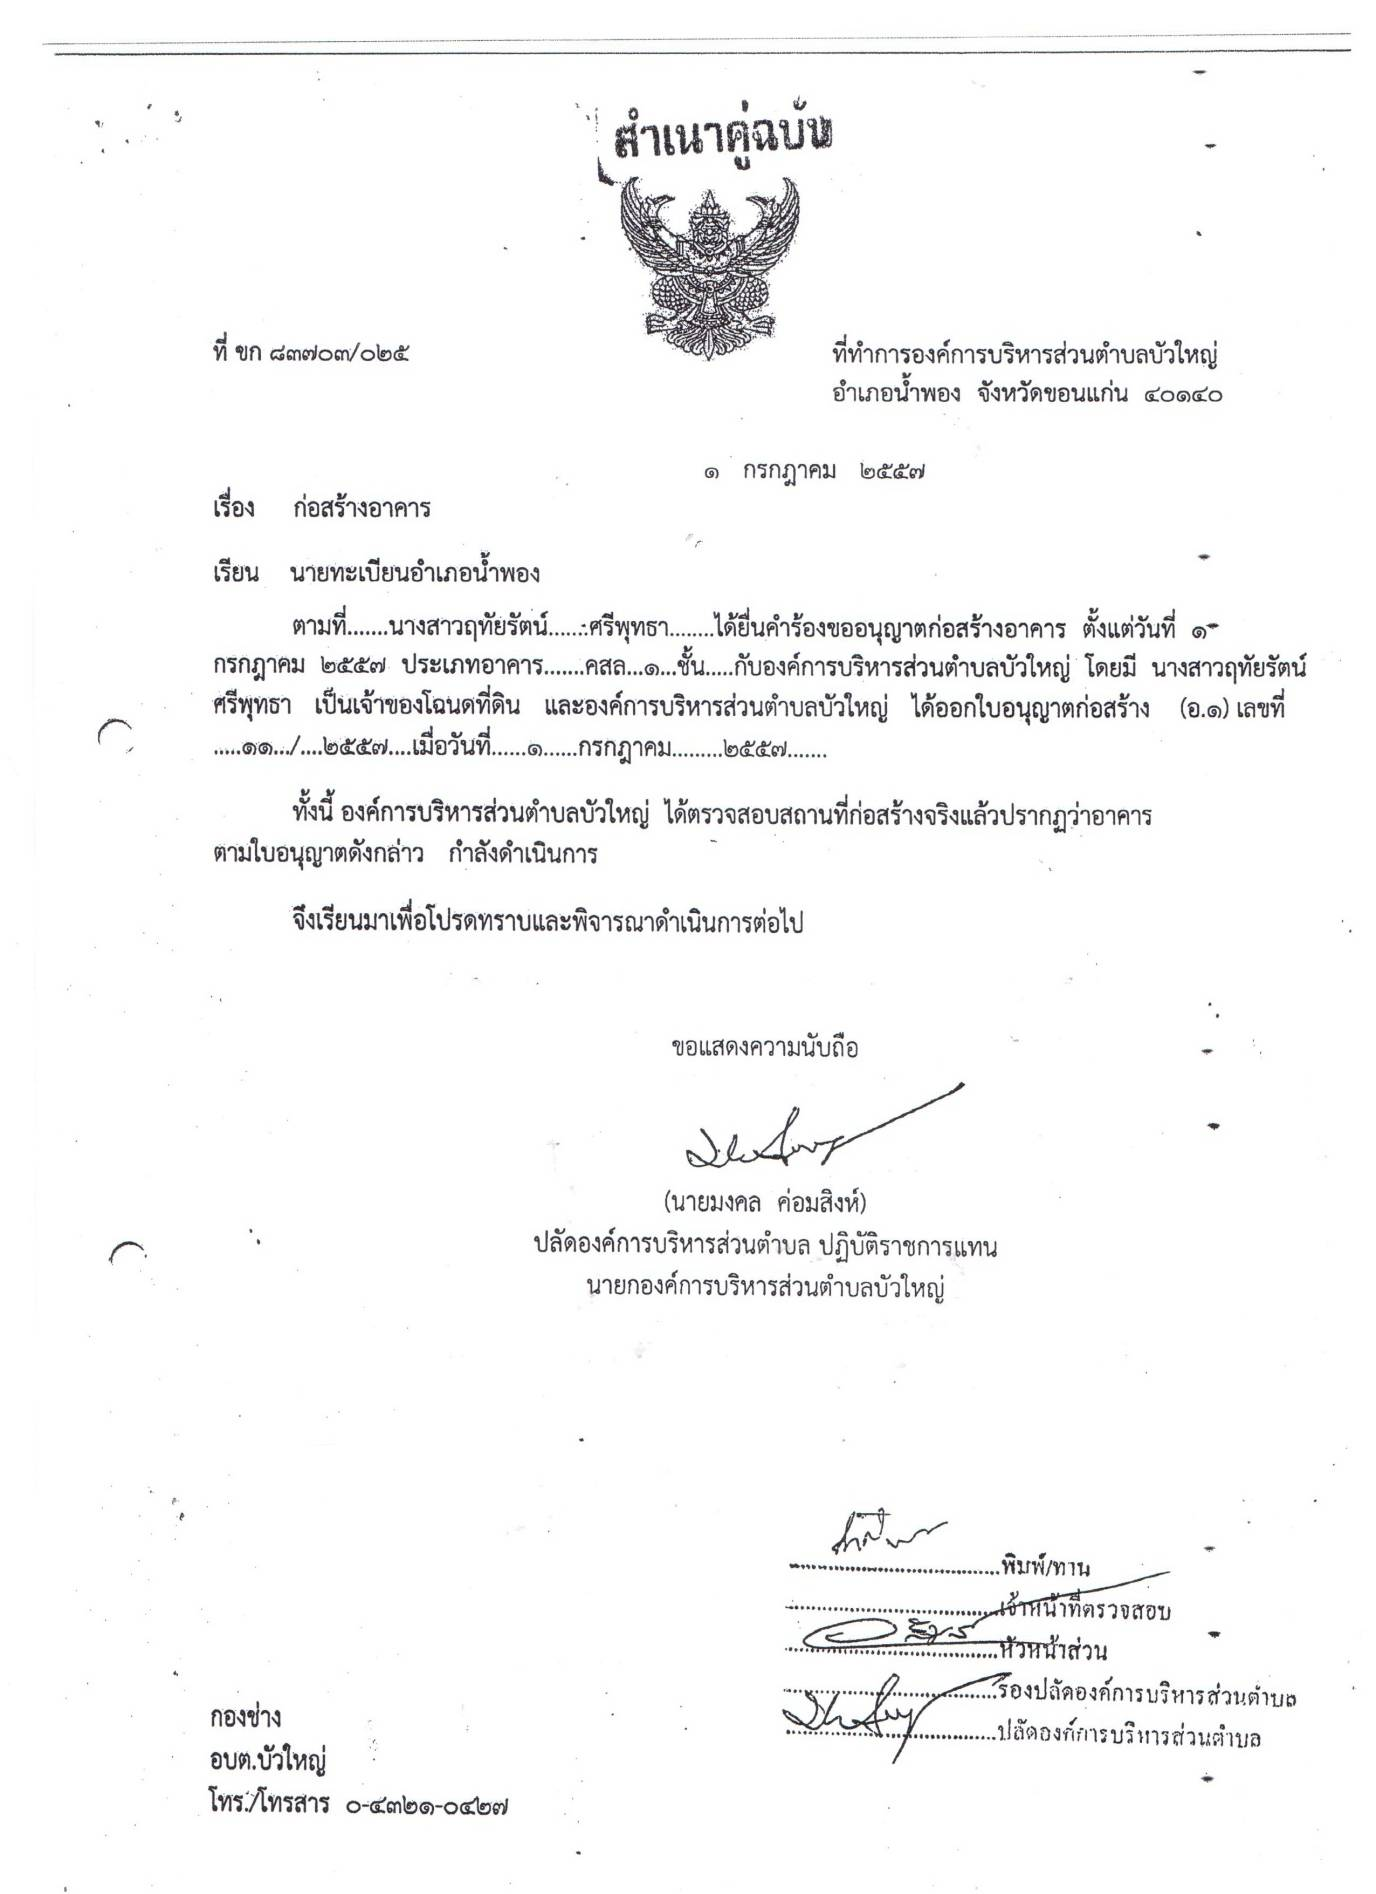 สำเนาคู่ฉบับ
ที่ ขก ๘๓๗๐๓/๐๒๕
ที่ทำการองค์การบริหารส่วนตำบลบัวใหญ่
อำเภอน้ำพอง จังหวัดขอนแก่น ๔๐๑๔๐
๑ กรกฎาคม ๒๕๕๗
เรื่อง ก่อสร้างอาคาร
เรียน นายทะเบียนอำเภอน้ำพอง
ตามที่.......นางสาวฤทัยรัตน์.......ศรีพุทธา........ได้ยื่นคำร้องขออนุญาตก่อสร้างอาคาร ตั้งแต่วันที่ ๑
กรกฎาคม ๒๕๕๗ ประเภทอาคาร.......คสล...๑...ชั้น.....กับองค์การบริหารส่วนตำบลบัวใหญ่ โดยมี นางสาวฤทัยรัตน์
ศรีพุทธา เป็นเจ้าของโฉนดที่ดิน และองค์การบริหารส่วนตำบลบัวใหญ่ ได้ออกใบอนุญาตก่อสร้าง (อ.๑) เลขที่
.....๑๑.../....๒๕๕๗....เมื่อวันที่......๑......กรกฎาคม.........๒๕๕๗.......
ทั้งนี้ องค์การบริหารส่วนตำบลบัวใหญ่ ได้ตรวจสอบสถานที่ก่อสร้างจริงแล้วปรากฏว่าอาคาร
ตามใบอนุญาตดังกล่าว กำลังดำเนินการ
จึงเรียนมาเพื่อโปรดทราบและพิจารณาดำเนินการต่อไป
ขอแสดงความนับถือ
(นายมงคล ค่อมสิงห์)
ปลัดองค์การบริหารส่วนตำบล ปฏิบัติราชการแทน
นายกองค์การบริหารส่วนตำบลบัวใหญ่
....................................พิมพ์/ทาน
....................................เจ้าหน้าที่ตรวจสอบ
....................................หัวหน้าส่วน
....................................รองปลัดองค์การบริหารส่วนตำบล
....................................ปลัดองค์การบริหารส่วนตำบล
กองช่าง
อบต.บัวใหญ่
โทร./โทรสาร ๐-๔๓๒๑-๐๔๒๗